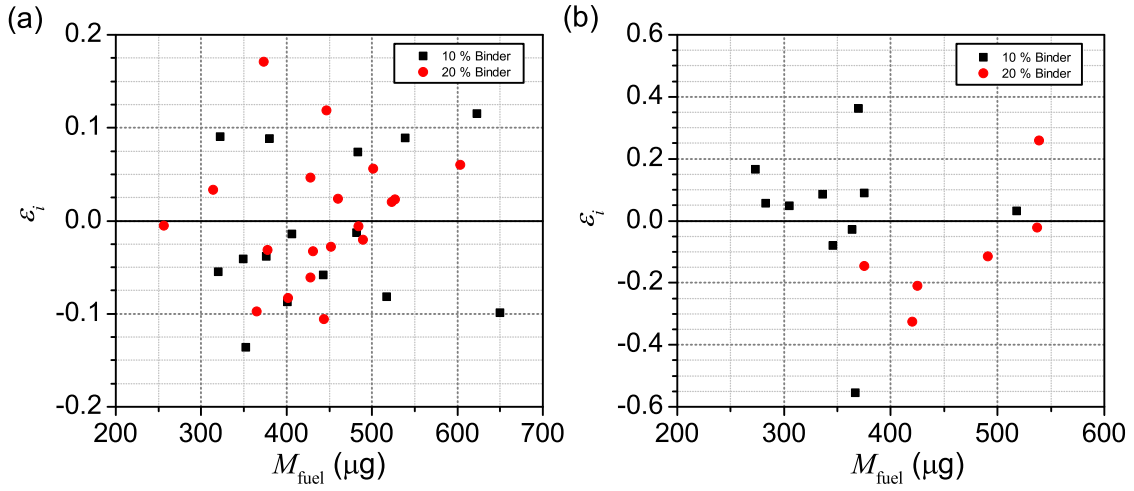 (a)
0.2
0.1
0.0
-0.1
-0.2
εi
200 300 400 500 600 700
Mfuel (μg)
10 % Binder
20 % Binder
(b)
0.6
0.4
0.2
0.0
-0.2
-0.4
-0.6
εi
200 300 400 500 600
Mfuel (μg)
10 % Binder
20 % Binder